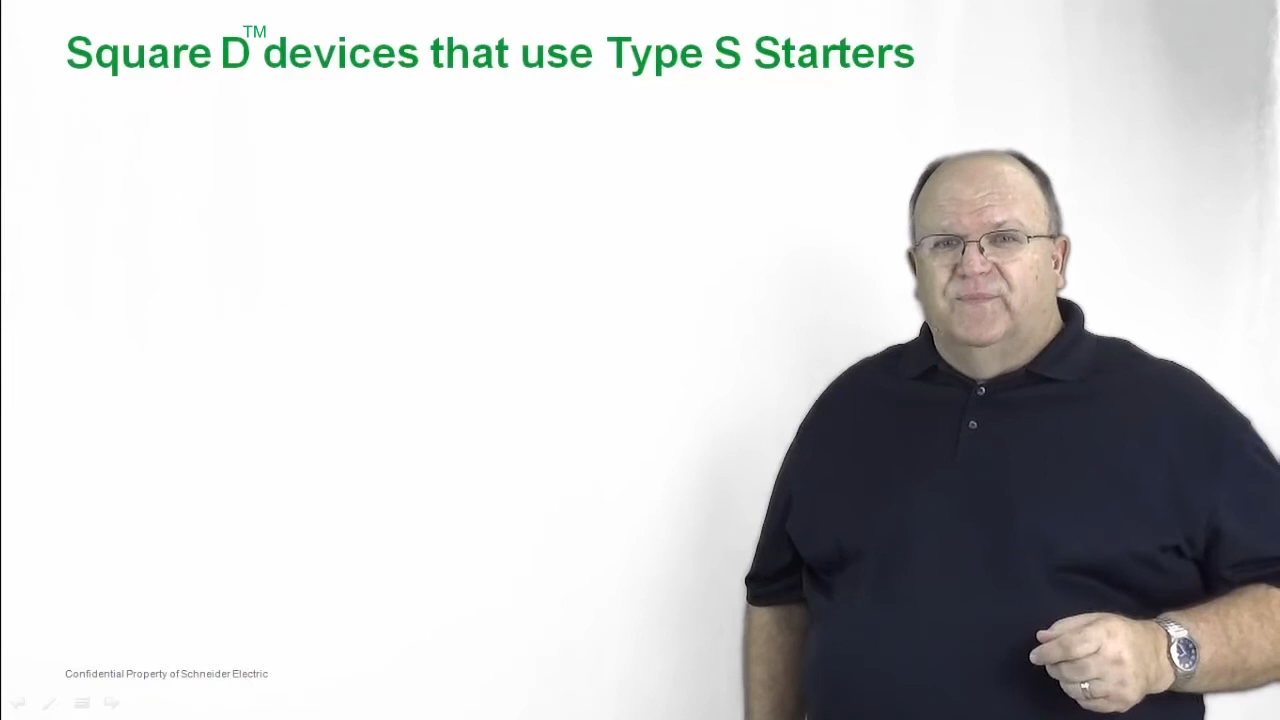 Square D™ devices that use Type S Starters
Confidential Property of Schneider Electric